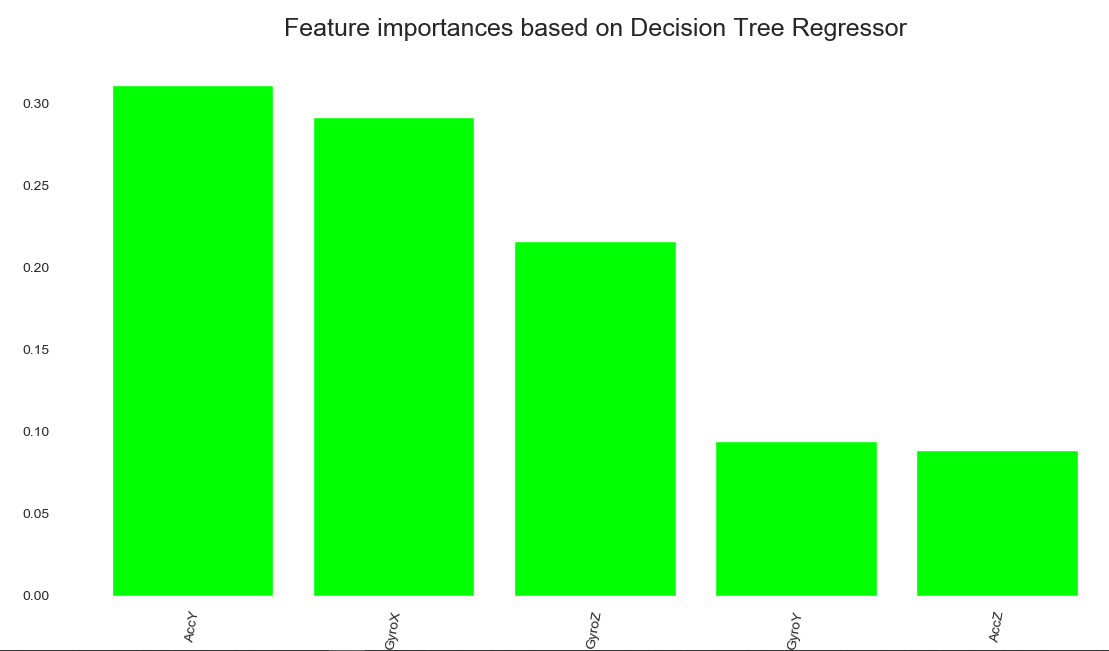 Feature importances based on Decision Tree Regressor
0.30
0.25
0.20
0.15
0.10
0.05
0.00
AccY
GyroX
GyroZ
GyroY
AccZ